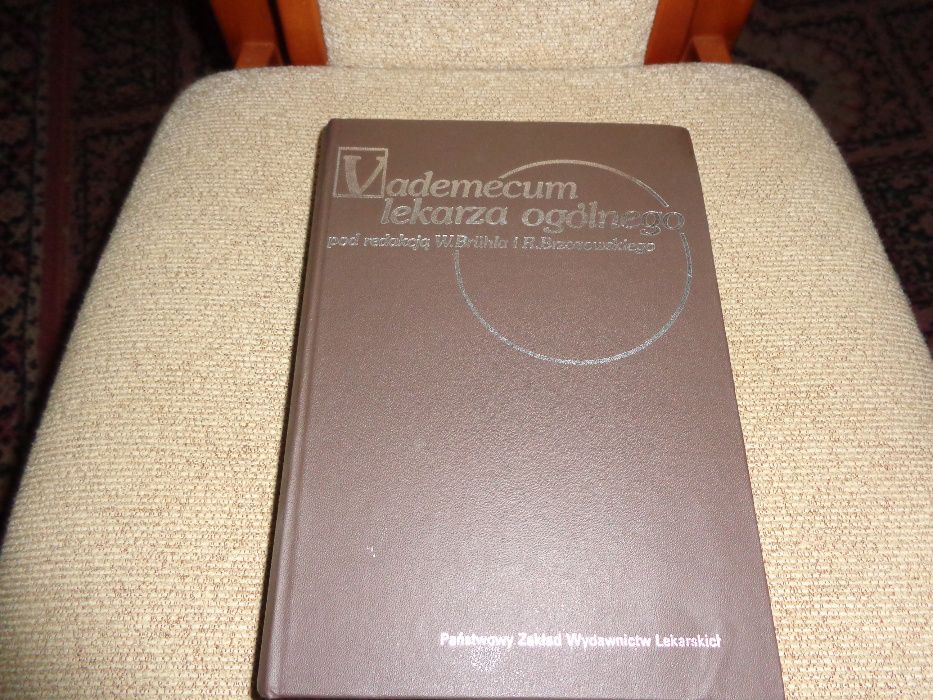 Vademecum
lekarza ogólnego
pod redakcją W. Brühla i R. Brzozowskiego
Państwowy Zakład Wydawnictw Lekarskich